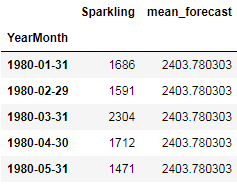 Sparkling mean_forecast
YearMonth
1980-01-31 1686 2403.780303
1980-02-29 1591 2403.780303
1980-03-31 2304 2403.780303
1980-04-30 1712 2403.780303
1980-05-31 1471 2403.780303